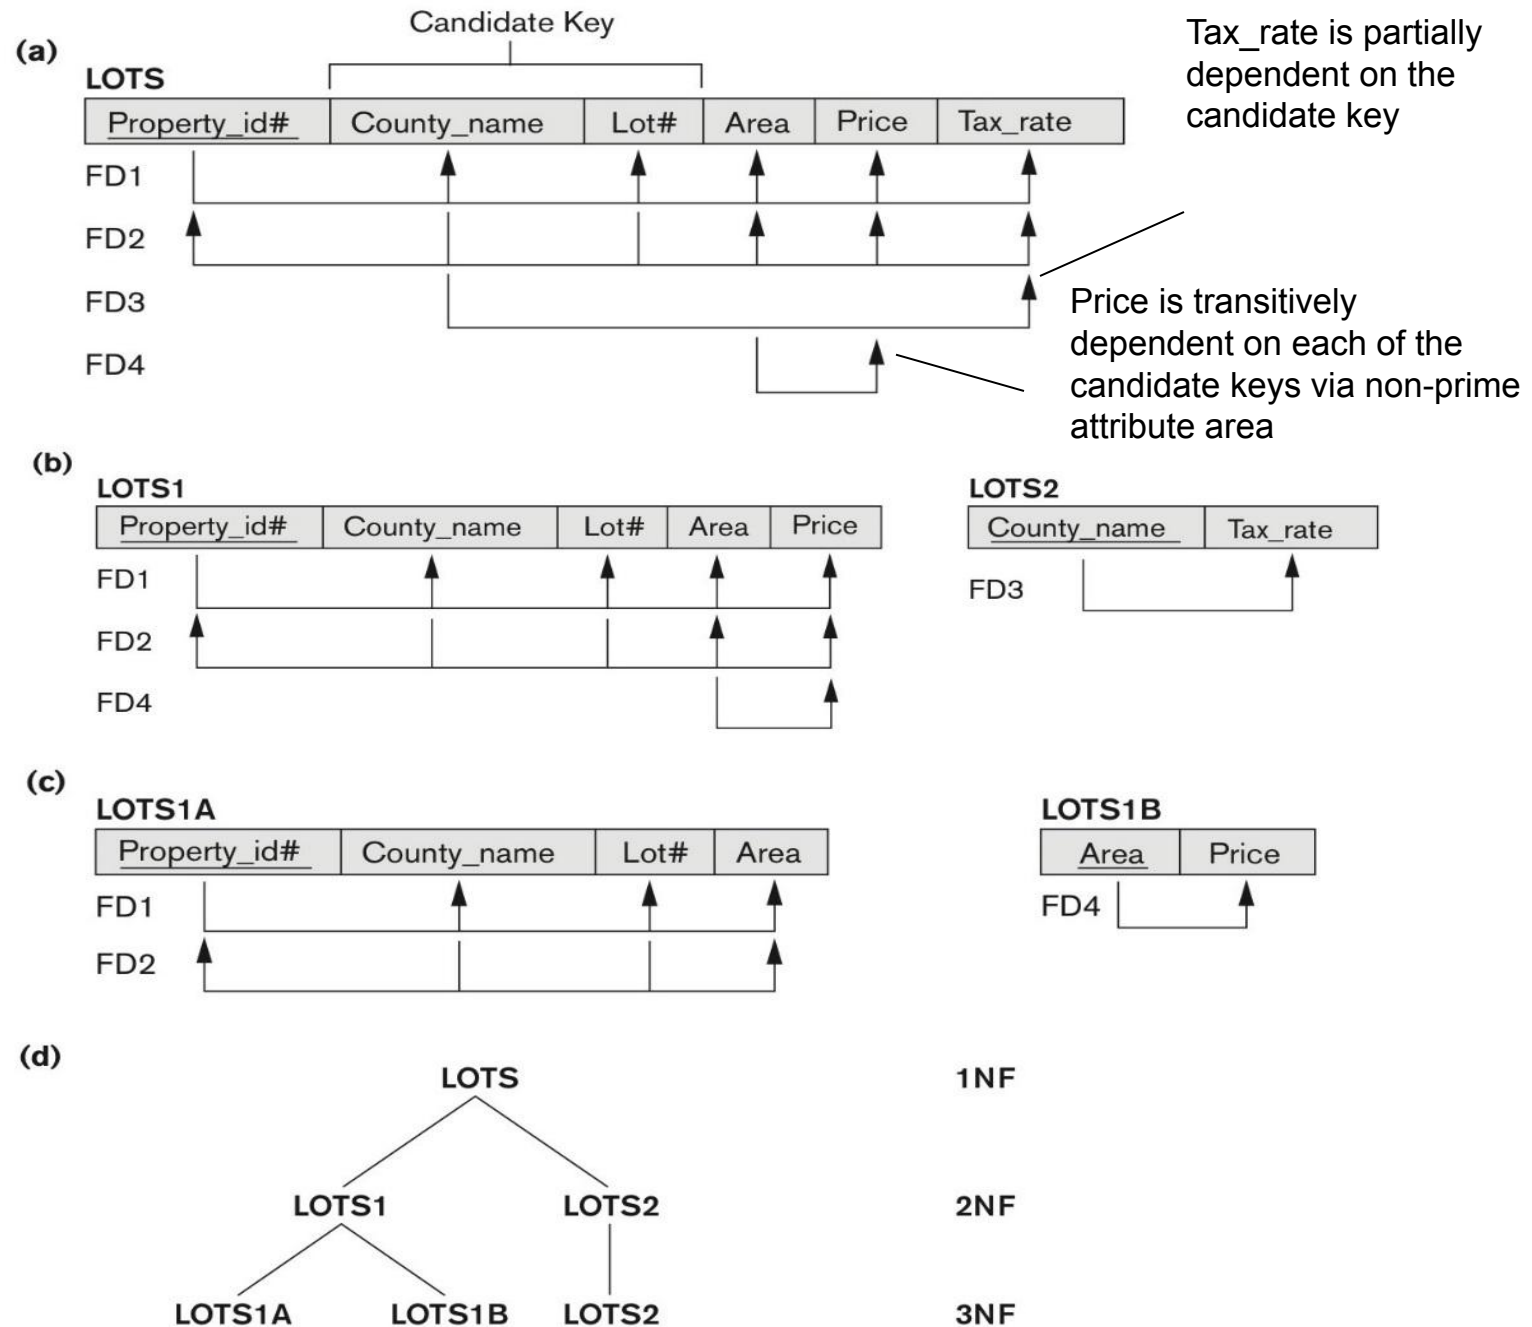 Candidate Key
(a)
LOTS
Property_id# County_name Lot# Area Price Tax_rate
FD1
FD2
FD3
FD4
Tax_rate is partially
dependent on the
candidate key
Price is transitively
dependent on each of the
candidate keys via non-prime
attribute area
(b)
LOTS1
Property_id# County_name Lot# Area Price
FD1
FD2
FD4
LOTS2
County_name Tax_rate
FD3
(c)
LOTS1A
Property_id# County_name Lot# Area
FD1
FD2
LOTS1B
Area Price
FD4
(d)
LOTS 1NF
LOTS1 LOTS2 2NF
LOTS1A LOTS1B LOTS2 3NF